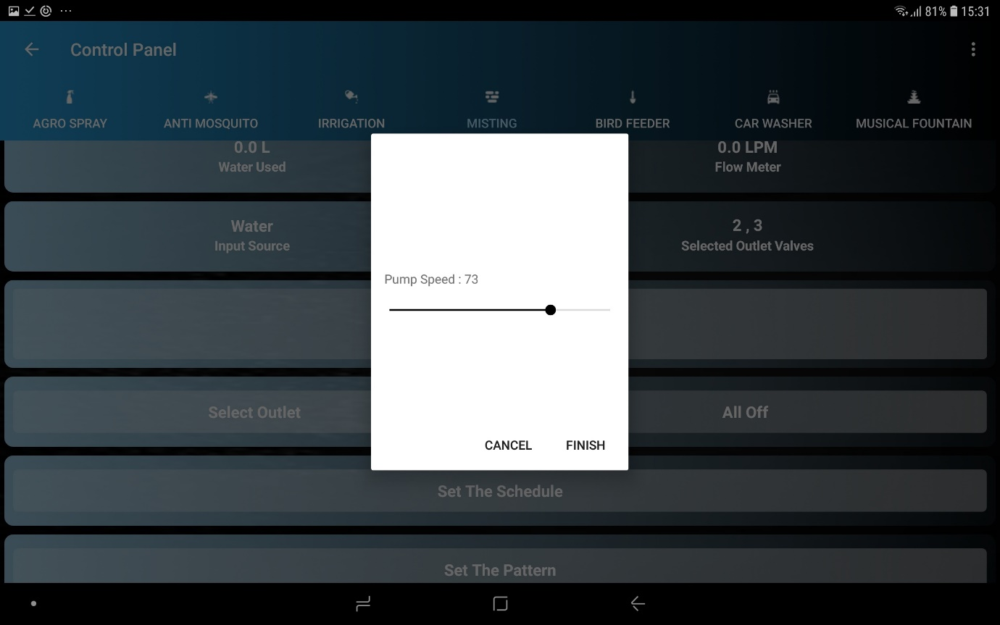 81% 15:31
Control Panel
AGRO SPRAY
ANTI MOSQUITO
IRRIGATION
MISTING
BIRD FEEDER
CAR WASHER
MUSICAL FOUNTAIN
0.0 L
Water Used
0.0 LPM
Flow Meter
Water
Input Source
2 , 3
Selected Outlet Valves
Pump Speed : 73
Select Outlet
All Off
CANCEL
FINISH
Set The Schedule
Set The Pattern